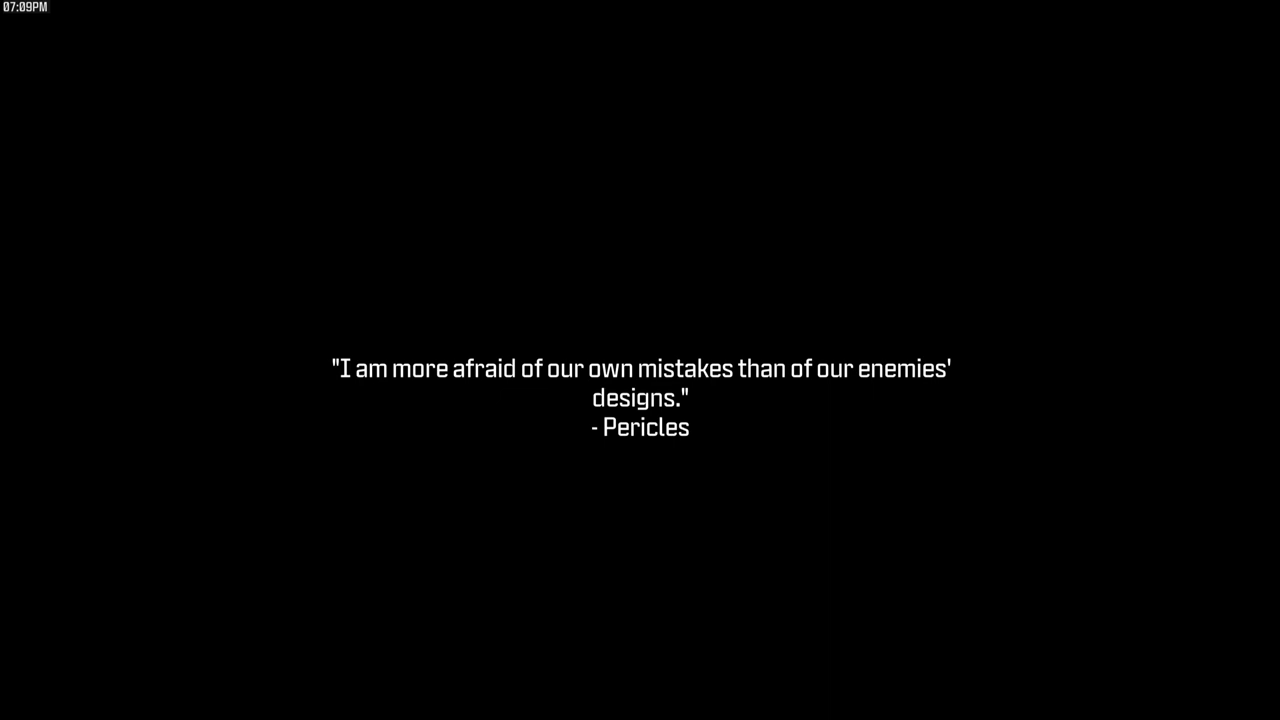 07:09PM
"I am more afraid of our own mistakes than of our enemies'
designs."
- Pericles